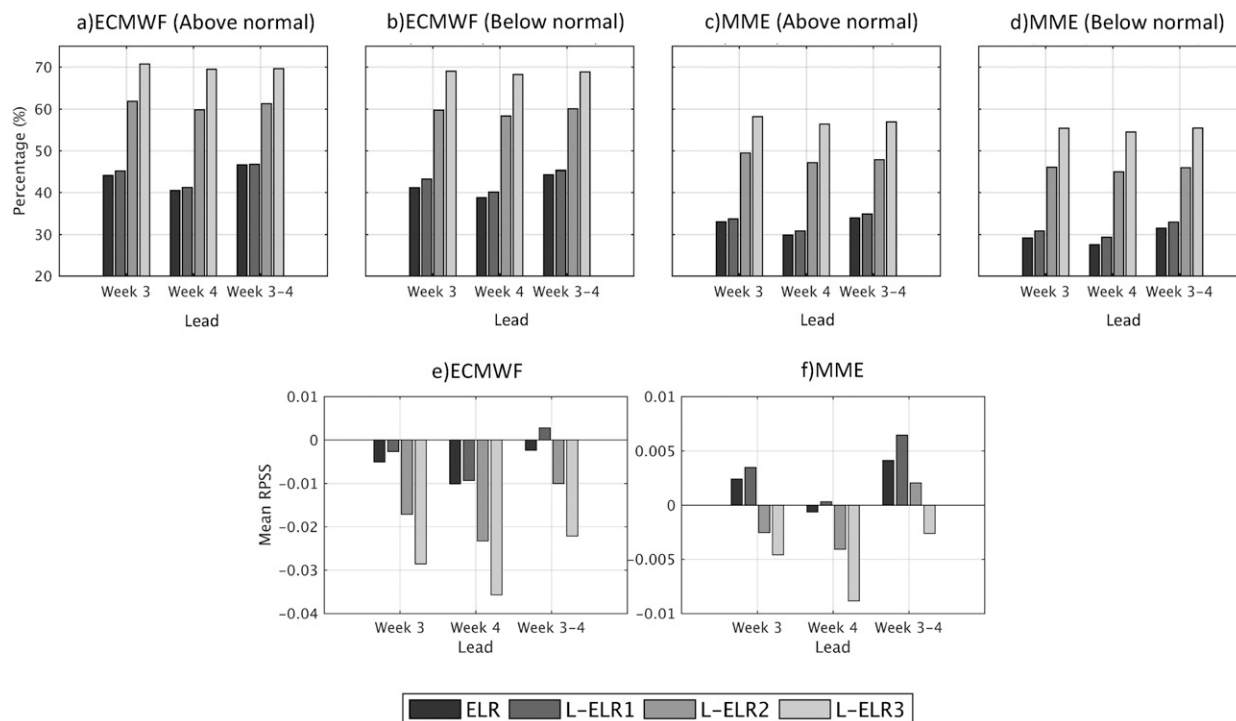 a)ECMWF (Above normal) b)ECMWF (Below normal) c)MME (Above normal) d)MME (Below normal)
70
60
50
40
30
20
Percentage (%)
Week 3 Week 4 Week 3-4 Week 3 Week 4 Week 3-4 Week 3 Week 4 Week 3-4 Week 3 Week 4 Week 3-4
Lead Lead Lead Lead
e)ECMWF
0.01
0
-0.01
-0.02
-0.03
-0.04
Mean RPSS
Week 3 Week 4 Week 3-4
Lead
f)MME
0.01
0.005
0
-0.005
-0.01
Week 3 Week 4 Week 3-4
Lead
ELR L-ELR1 L-ELR2 L-ELR3